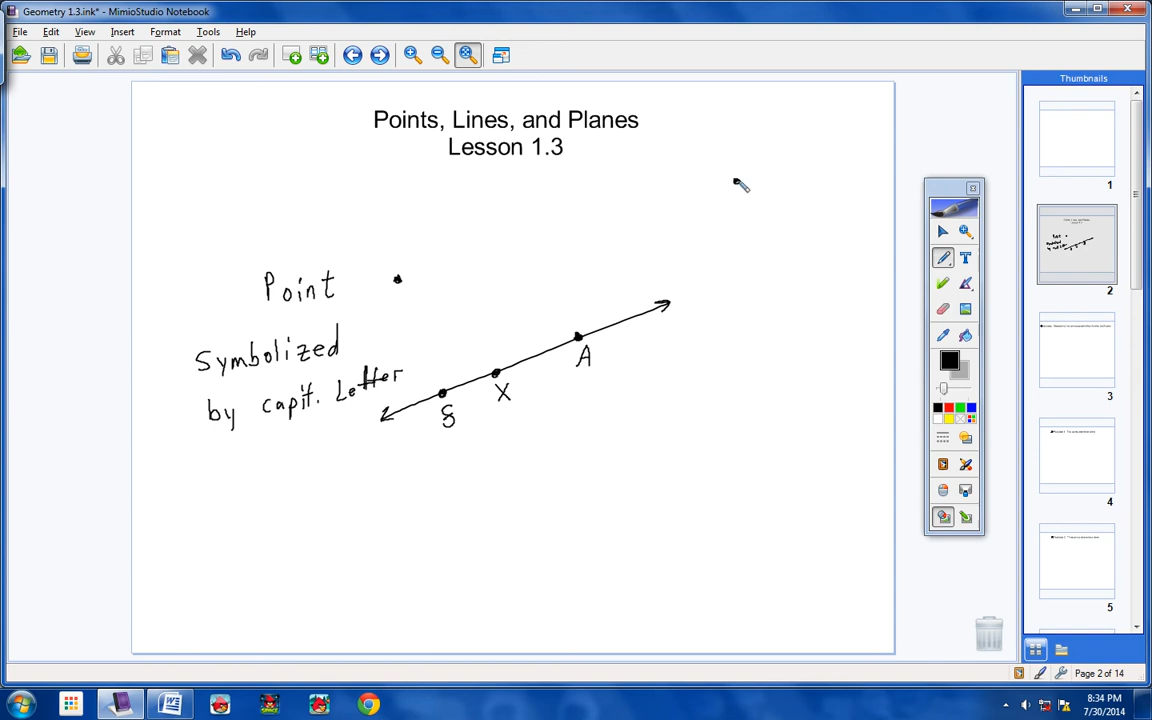 Geometry 1.3.ink* - MimioStudio Notebook
File Edit View Insert Format Tools Help
Thumbnails
Points, Lines, and Planes
Lesson 1.3
1
2
3
4
5
Point
Symbolized
by capit. Letter
A
X
S
T
Page 2 of 14
8:34 PM
7/30/2014